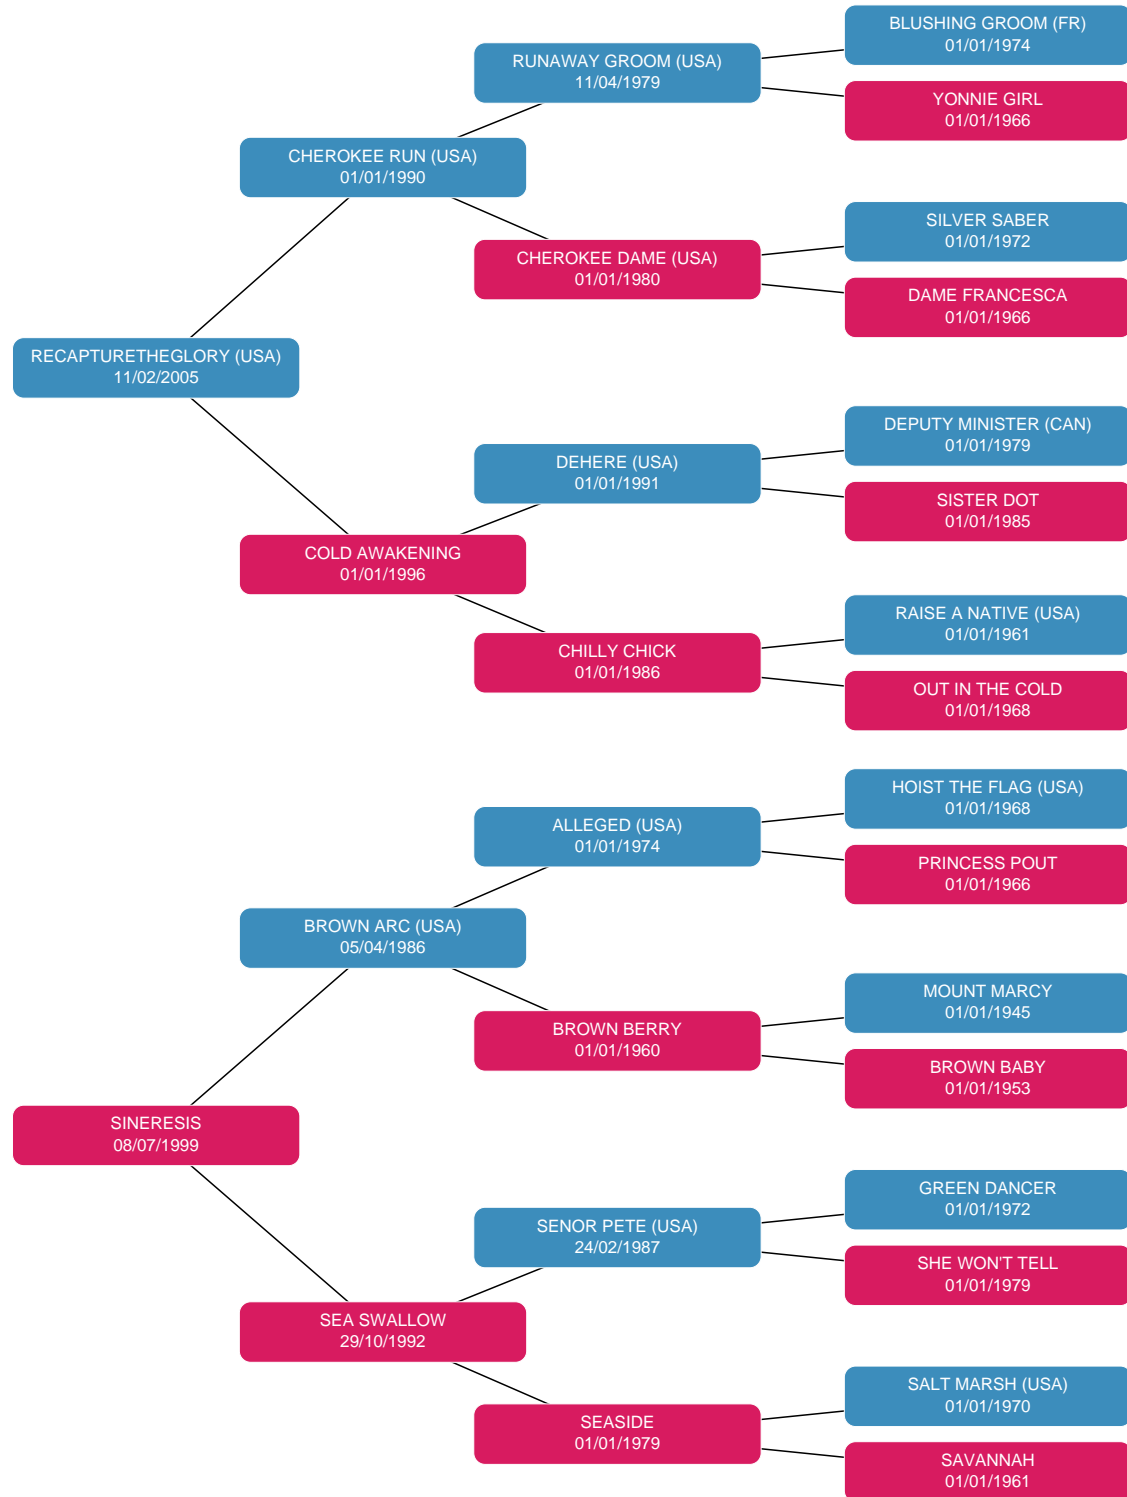 BLUSHING GROOM (FR)
01/01/1974
RUNAWAY GROOM (USA)
11/04/1979
YONNIE GIRL
01/01/1966
CHEROKEE RUN (USA)
01/01/1990
SILVER SABER
01/01/1972
CHEROKEE DAME (USA)
01/01/1980
DAME FRANCESCA
01/01/1966
RECAPTURETHEGLORY (USA)
11/02/2005
DEPUTY MINISTER (CAN)
01/01/1979
DEHERE (USA)
01/01/1991
SISTER DOT
01/01/1985
COLD AWAKENING
01/01/1996
RAISE A NATIVE (USA)
01/01/1961
CHILLY CHICK
01/01/1986
OUT IN THE COLD
01/01/1968
HOIST THE FLAG (USA)
01/01/1968
ALLEGED (USA)
01/01/1974
PRINCESS POUT
01/01/1966
BROWN ARC (USA)
05/04/1986
MOUNT MARCY
01/01/1945
BROWN BERRY
01/01/1960
BROWN BABY
01/01/1953
SINERESIS
08/07/1999
GREEN DANCER
01/01/1972
SENOR PETE (USA)
24/02/1987
SHE WON'T TELL
01/01/1979
SEA SWALLOW
29/10/1992
SALT MARSH (USA)
01/01/1970
SEASIDE
01/01/1979
SAVANNAH
01/01/1961